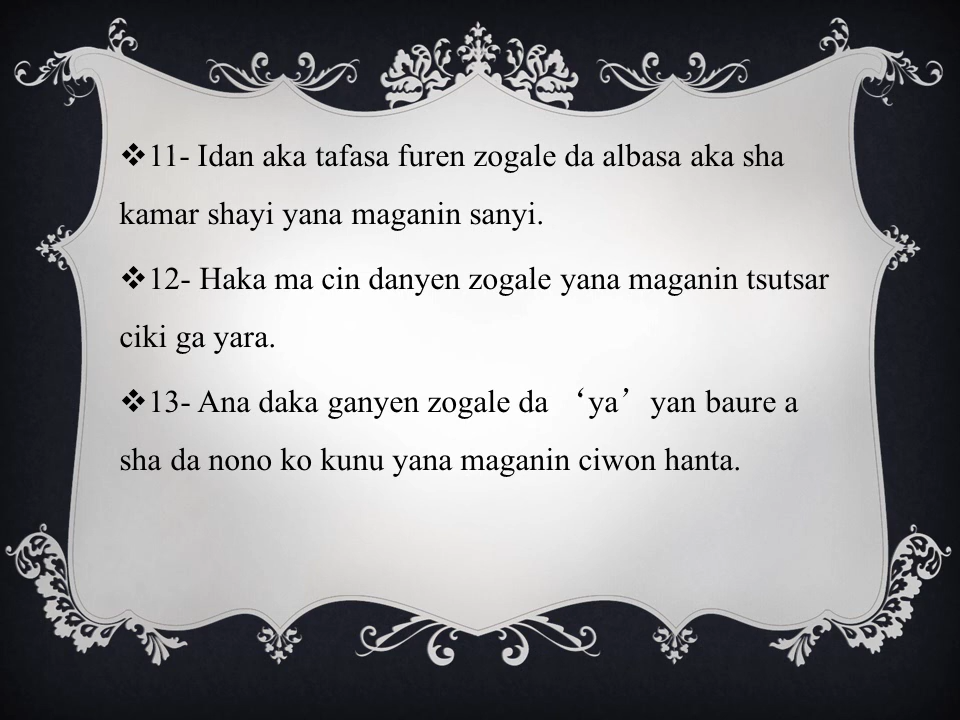 ❖11- Idan aka tafasa furen zogale da albasa aka sha
kamar shayi yana maganin sanyi.
❖12- Haka ma cin danyen zogale yana maganin tsutsar
ciki ga yara.
❖13- Ana daka ganyen zogale da ‘ya’ yan baure a
sha da nono ko kunu yana maganin ciwon hanta.